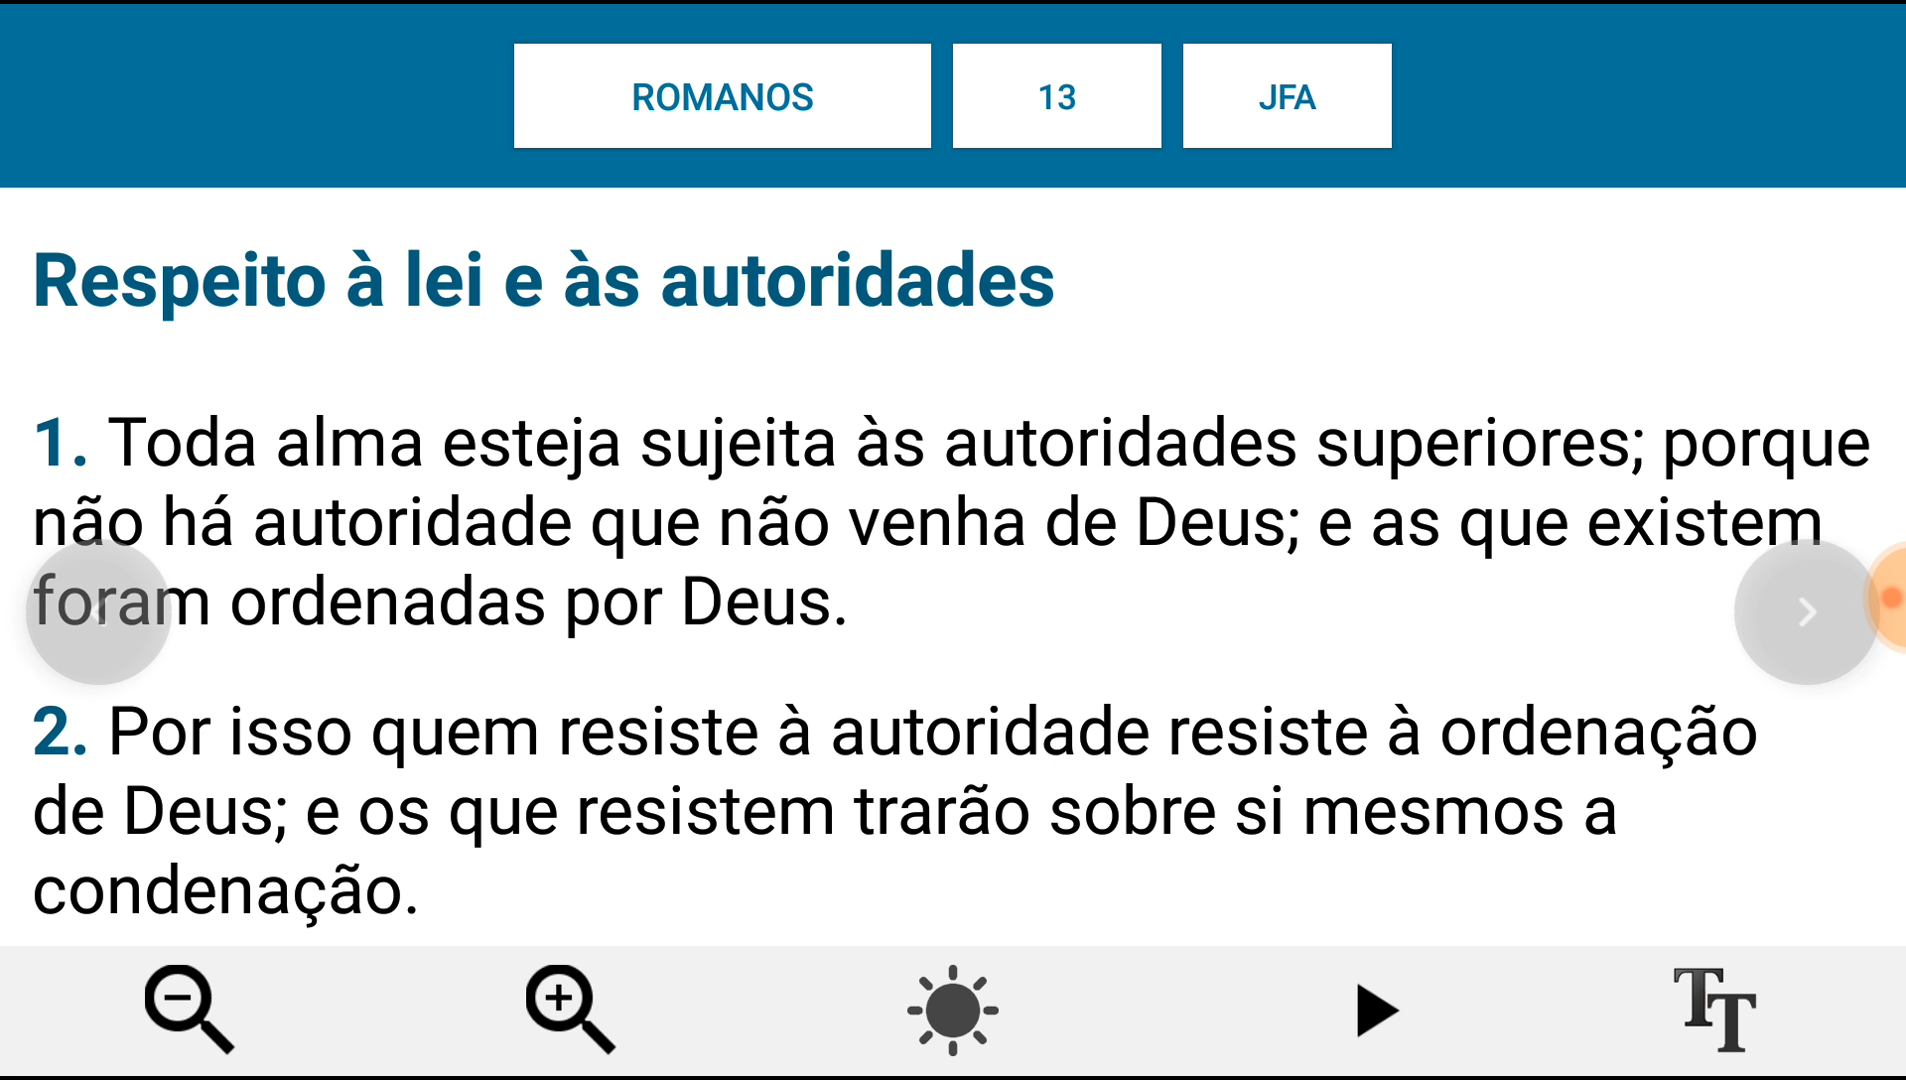 ROMANOS 13 JFA
Respeito à lei e às autoridades
1. Toda alma esteja sujeita às autoridades superiores; porque
não há autoridade que não venha de Deus; e as que existem
foram ordenadas por Deus.
2. Por isso quem resiste à autoridade resiste à ordenação
de Deus; e os que resistem trarão sobre si mesmos a
condenação.
TT